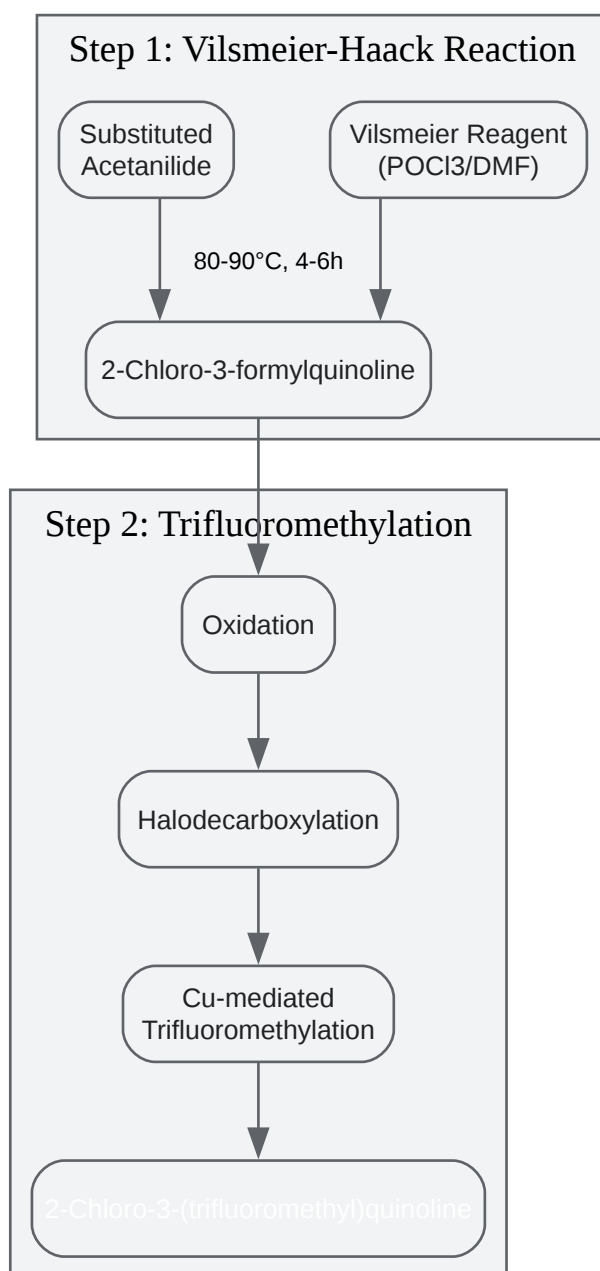 Step 1: Vilsmeier-Haack Reaction
Substituted
Acetanilide
Vilsmeier Reagent
(POCl3/DMF)
80-90°C, 4-6h
2-Chloro-3-formylquinoline
Step 2: Trifluoromethylation
Oxidation
Halodecarboxylation
Cu-mediated
Trifluoromethylation
2-Chloro-3-(trifluoromethyl)quinoline